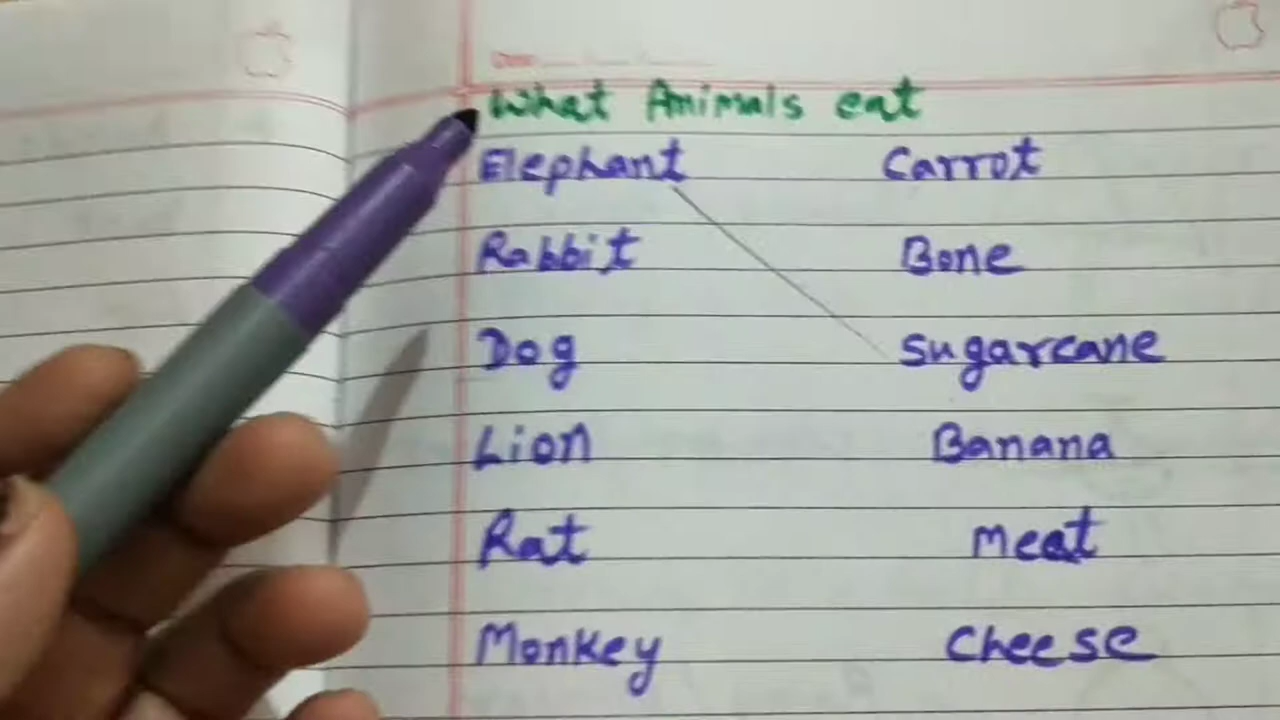 What Animals eat
Elephant Carrot
Rabbit Bone
Dog Sugarcane
Lion Banana
Rat Meat
Monkey Cheese